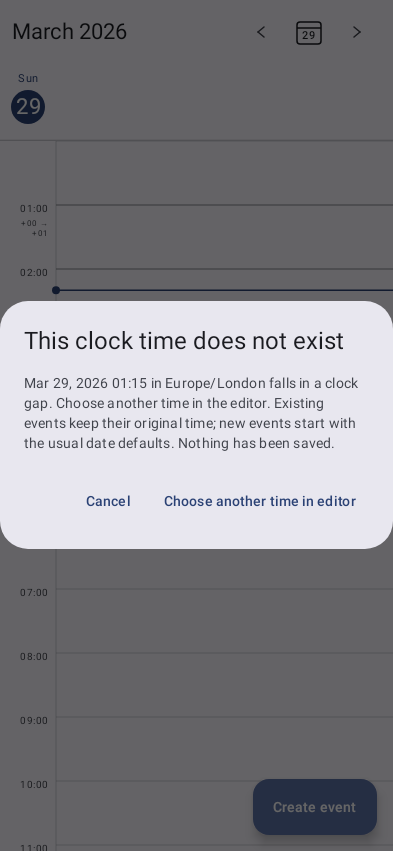 March 2026
29
Sun
29
01:00
+00 →
+01
02:00
This clock time does not exist
Mar 29, 2026 01:15 in Europe/London falls in a clock
gap. Choose another time in the editor. Existing
events keep their original time; new events start with
the usual date defaults. Nothing has been saved.
Cancel
Choose another time in editor
07:00
08:00
09:00
10:00
Create event
11:00